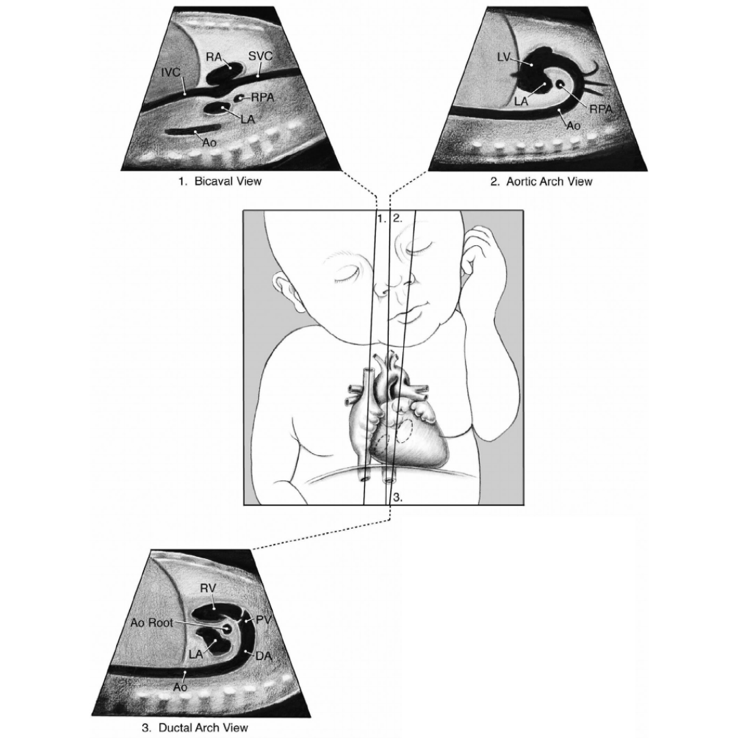 RA
SVC
IVC
RPA
LA
Ao
1. Bicaval View
LV
LA
RPA
Ao
2. Aortic Arch View
1.
2.
3.
RV
Ao Root
PV
LA
DA
Ao
3. Ductal Arch View